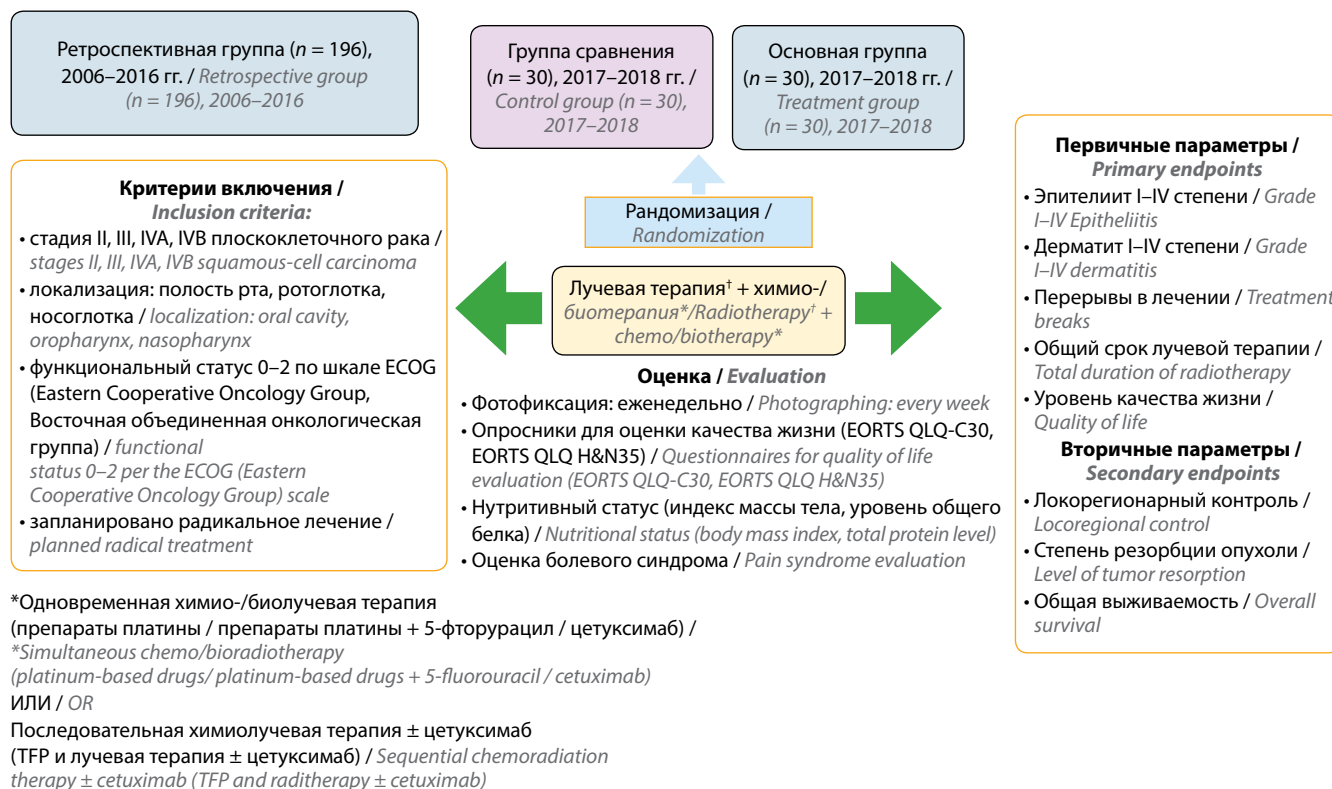 Ретроспективная группа (n = 196),
2006–2016 гг. / Retrospective group
(n = 196), 2006–2016
Группа сравнения
(n = 30), 2017–2018 гг. /
Control group (n = 30),
2017–2018
Основная группа
(n = 30), 2017–2018 гг. /
Treatment group
(n = 30), 2017–2018
Критерии включения /
Inclusion criteria:
• стадия II, III, IVA, IVB плоскоклеточного рака /
stages II, III, IVA, IVB squamous-cell carcinoma
• локализация: полость рта, ротоглотка,
носоглотка / localization: oral cavity,
oropharynx, nasopharynx
• функциональный статус 0–2 по шкале ECOG
(Eastern Cooperative Oncology Group,
Восточная объединенная онкологическая
группа) / functional
status 0–2 per the ECOG (Eastern
Cooperative Oncology Group) scale
• запланировано радикальное лечение /
planned radical treatment
Рандомизация /
Randomization
Лучевая терапия† + химио-/
биотерапия*/Radiotherapy† +
chemo/biotherapy*
Оценка / Evaluation
• Фотофиксация: еженедельно / Photographing: every week
• Опросники для оценки качества жизни (EORTS QLQ-C30,
EORTS QLQ H&N35) / Questionnaires for quality of life
evaluation (EORTS QLQ-C30, EORTS QLQ H&N35)
• Нутритивный статус (индекс массы тела, уровень общего
белка) / Nutritional status (body mass index, total protein level)
• Оценка болевого синдрома / Pain syndrome evaluation
Первичные параметры /
Primary endpoints
• Эпителиит I–IV степени / Grade
I–IV Epitheliitis
• Дерматит I–IV степени / Grade
I–IV dermatitis
• Перерывы в лечении / Treatment
breaks
• Общий срок лучевой терапии /
Total duration of radiotherapy
• Уровень качества жизни /
Quality of life
Вторичные параметры /
Secondary endpoints
• Локорегионарный контроль /
Locoregional control
• Степень резорбции опухоли /
Level of tumor resorption
• Общая выживаемость / Overall
survival
*Одновременная химио-/биолучевая терапия
(препараты платины / препараты платины + 5-фторурацил / цетуксимаб) /
*Simultaneous chemo/bioradiotherapy
(platinum-based drugs/ platinum-based drugs + 5-fluorouracil / cetuximab)
ИЛИ / OR
Последовательная химиолучевая терапия ± цетуксимаб
(TFP и лучевая терапия ± цетуксимаб) / Sequential chemoradiation
therapy ± cetuximab (TFP and raditherapy ± cetuximab)